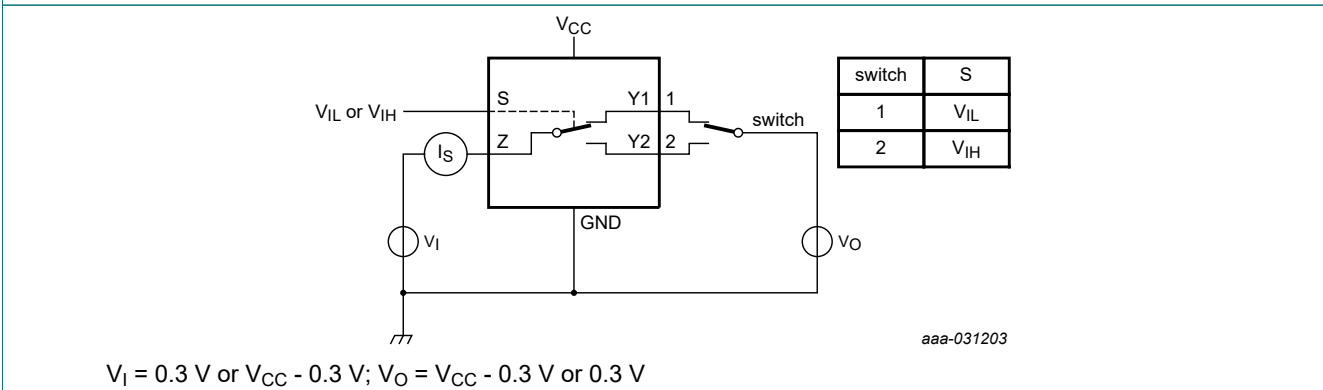 VCC
switch S
VIL or VIH S Y1 1
switch 1 VIL
IS Z Y2 2 2 VIH
GND
VI VO
aaa-031203
VI = 0.3 V or VCC - 0.3 V; VO = VCC - 0.3 V or 0.3 V